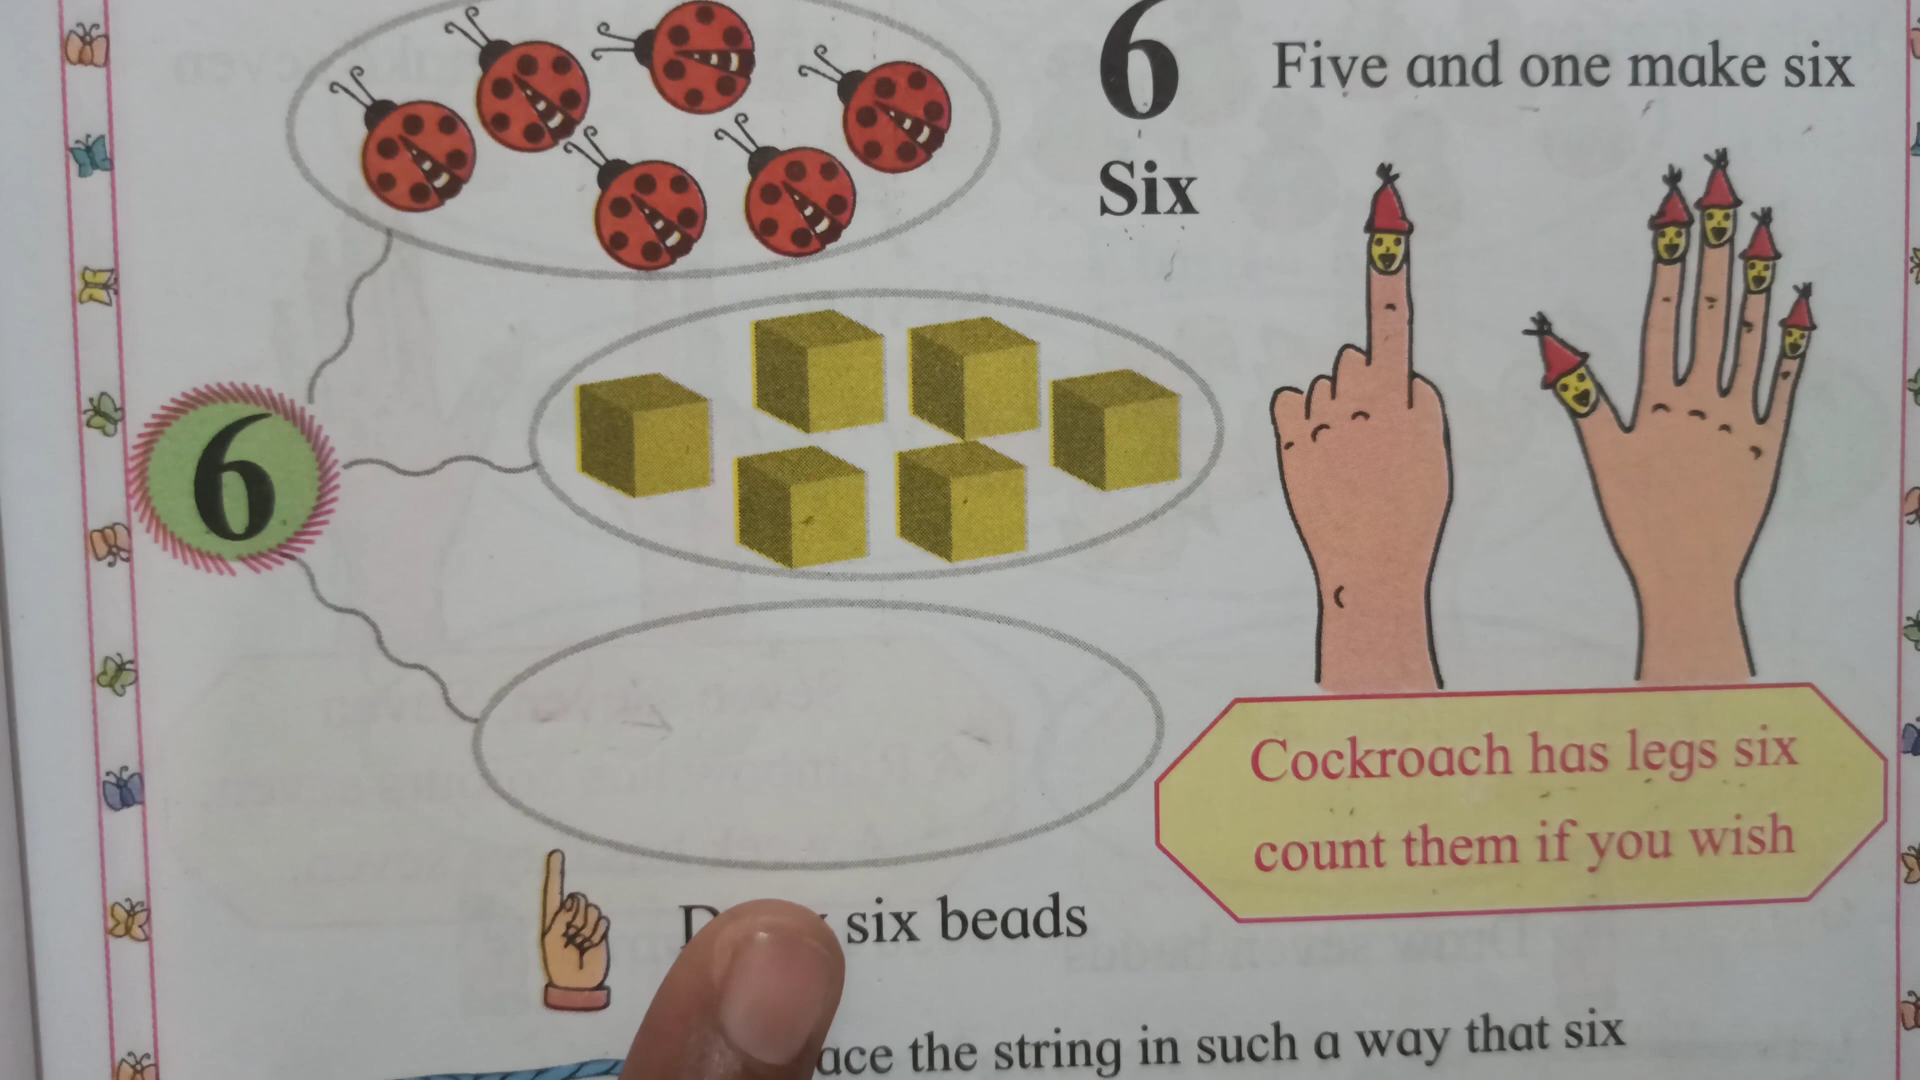 6 Five and one make six
Six
6
Cockroach has legs six
count them if you wish
six beads
the string in such a way that six